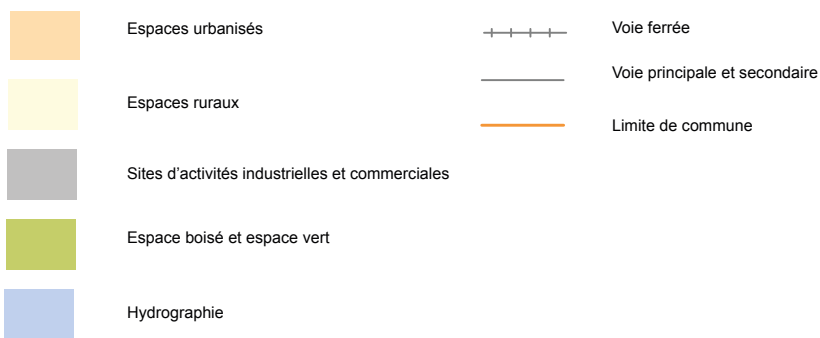 Espaces urbanisés
Espaces ruraux
Sites d'activités industrielles et commerciales
Espace boisé et espace vert
Hydrographie
Voie ferrée
Voie principale et secondaire
Limite de commune